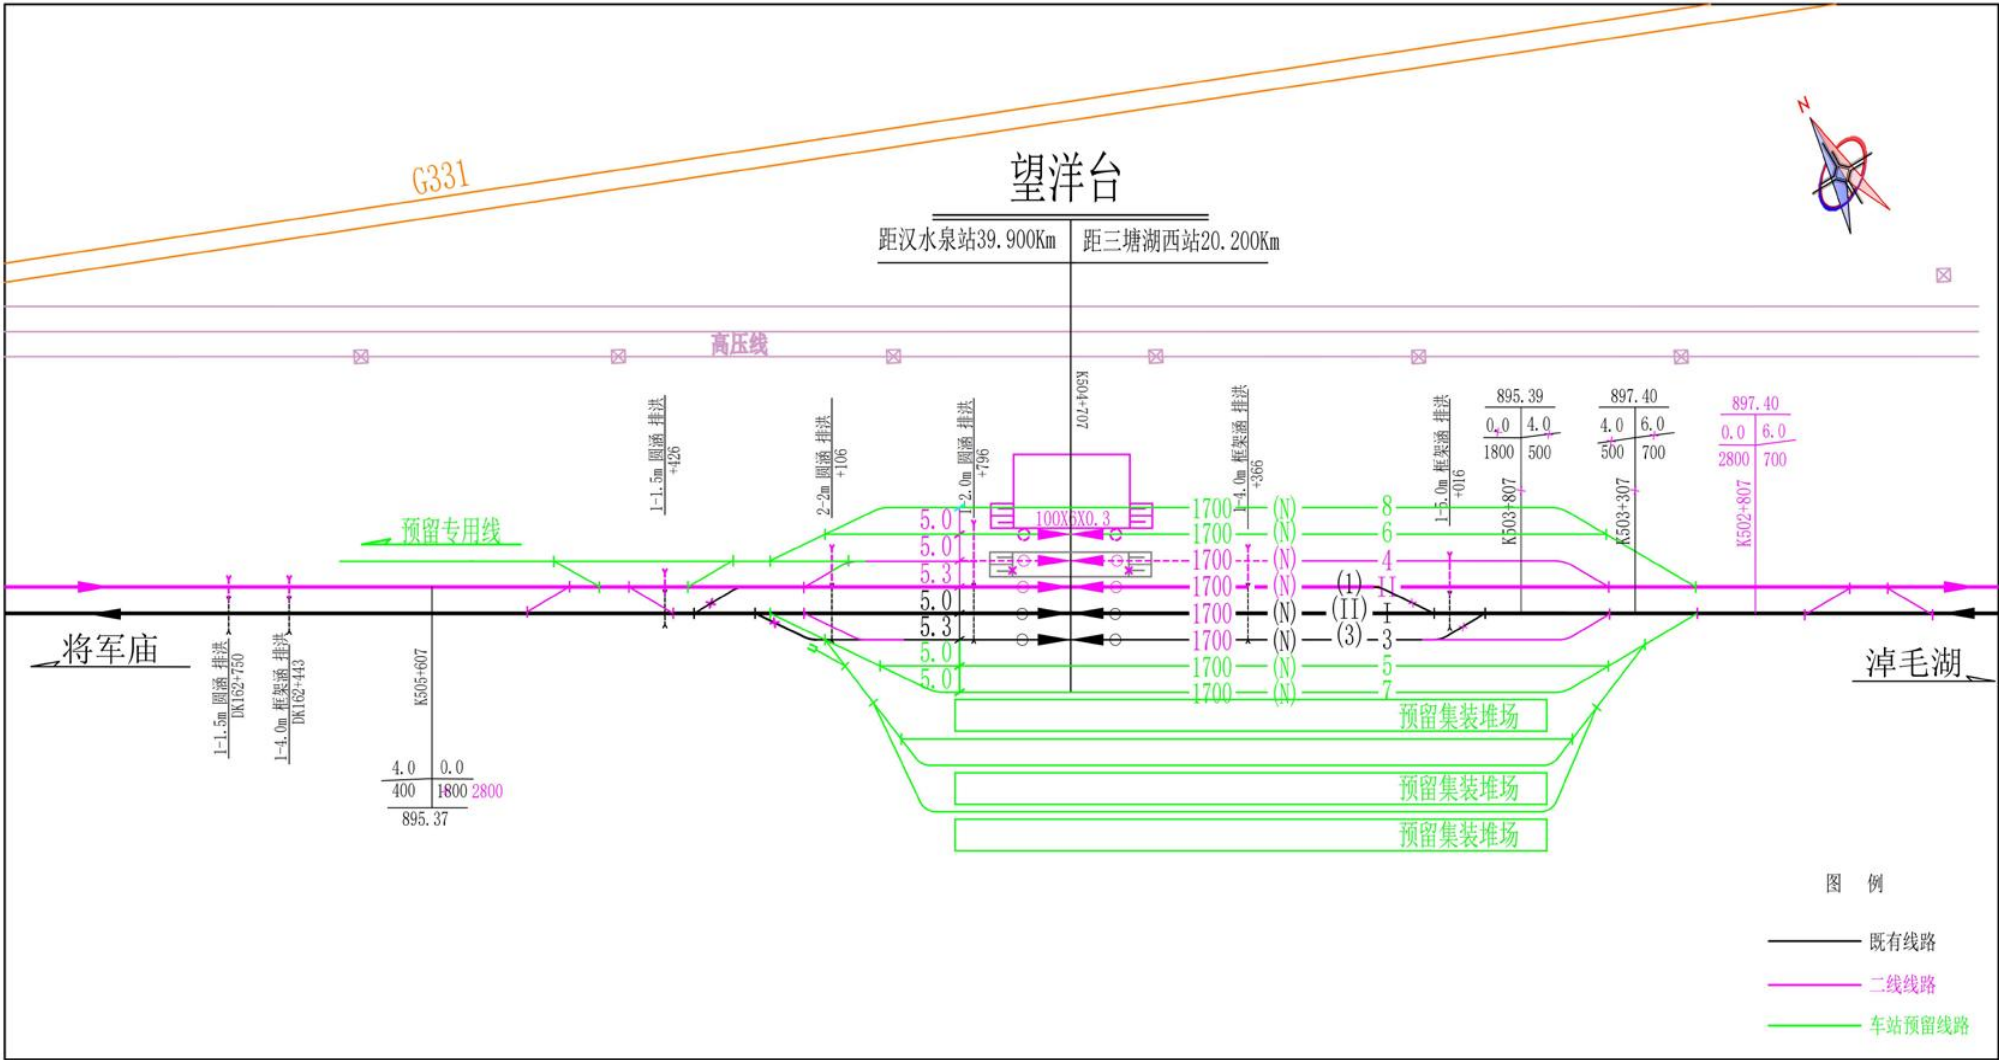 N
G331
望洋台
距汉水泉站39.900Km
距三塘湖西站20.200Km
高压线
K504+707
1-1.5m 圆涵 排洪
+426
2-2m 圆涵 排洪
+106
1-2.0m 圆涵 排洪
+796
1-4.0m 框架涵 排洪
+366
1-5.0m 框架涵 排洪
+016
895.39
0.0 4.0
1800 500
K503+807
897.40
4.0 6.0
500 700
K503+307
897.40
0.0 6.0
2800 700
K502+807
预留专用线
100X6X0.3
5.0
5.0
5.3
5.0
5.3
5.0
5.0
1700 (N) 8
1700 (N) 6
1700 (N) 4
1700 (N) (1) II
1700 (N) (II) I
1700 (N) (3) 3
1700 (N) 5
1700 (N) 7
将军庙
淖毛湖
1-1.5m 圆涵 排洪
DK162+750
1-4.0m 框架涵 排洪
DK162+443
K505+607
4.0 0.0
400 1800 2800
895.37
预留集装堆场
预留集装堆场
预留集装堆场
图 例
既有线路
二线线路
车站预留线路